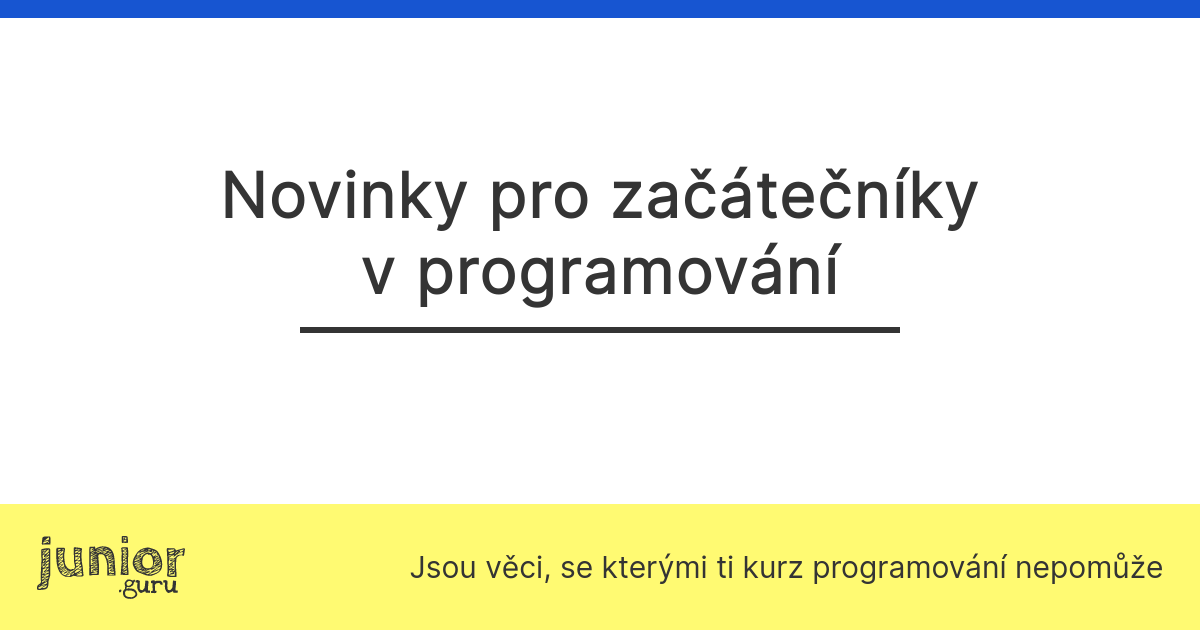 Novinky pro začátečníky
v programování
junior
.guru
Jsou věci, se kterými ti kurz programování nepomůže